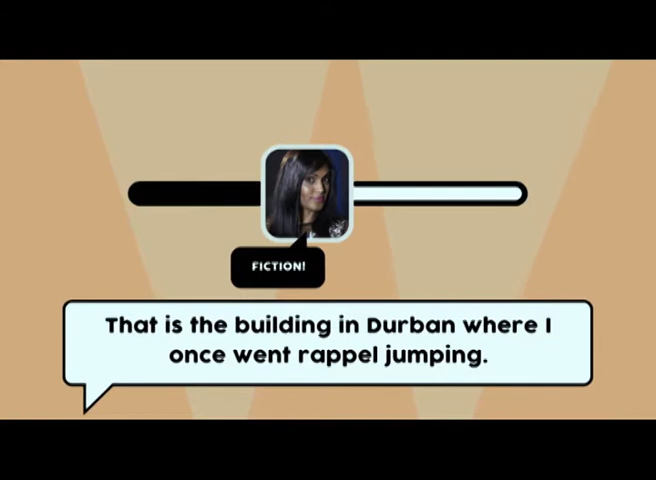 FICTION!
That is the building in Durban where I
once went rappel jumping.